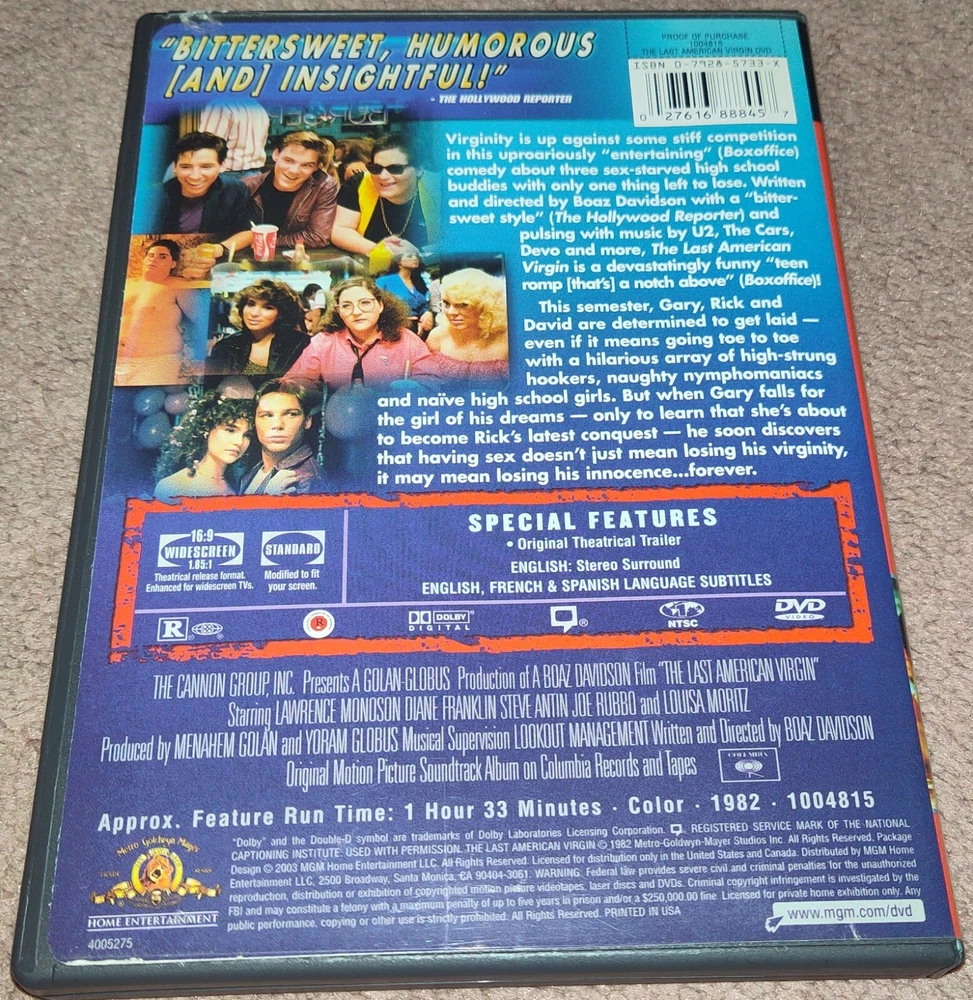 "BITTERSWEET, HUMOROUS
[AND] INSIGHTFUL!"
- THE HOLLYWOOD REPORTER
PROOF OF PURCHASE
1004815
THE LAST AMERICAN VIRGIN DVD
ISBN 0-7928-5733-X
0 27616 88845 7
Virginity is up against some stiff competition
in this uproariously "entertaining" (Boxoffice)
comedy about three sex-starved high school
buddies with only one thing left to lose. Written
and directed by Boaz Davidson with a "bitter-
sweet style" (The Hollywood Reporter) and
pulsing with music by U2, The Cars,
Devo and more, The Last American
Virgin is a devastatingly funny "teen
romp [that's] a notch above" (Boxoffice)!
This semester, Gary, Rick and
David are determined to get laid —
even if it means going toe to toe
with a hilarious array of high-strung
hookers, naughty nymphomaniacs
and naïve high school girls. But when Gary falls for
the girl of his dreams — only to learn that she's about
to become Rick's latest conquest — he soon discovers
that having sex doesn't just mean losing his virginity,
it may mean losing his innocence...forever.
16:9
WIDESCREEN
1.85:1
Theatrical release format.
Enhanced for widescreen TVs.
STANDARD
Modified to fit
your screen.
SPECIAL FEATURES
• Original Theatrical Trailer
ENGLISH: Stereo Surround
ENGLISH, FRENCH & SPANISH LANGUAGE SUBTITLES
R
R
DOLBY
DIGITAL
®
NTSC
DVD
VIDEO
THE CANNON GROUP, INC. Presents A GOLAN-GLOBUS Production of A BOAZ DAVIDSON Film "THE LAST AMERICAN VIRGIN"
Starring LAWRENCE MONOSON DIANE FRANKLIN STEVE ANTIN JOE RUBBO and LOUISA MORITZ
Produced by MENAHEM GOLAN and YORAM GLOBUS Musical Supervision LOOKOUT MANAGEMENT Written and Directed by BOAZ DAVIDSON
Original Motion Picture Soundtrack Album on Columbia Records and Tapes
COLUMBIA
Approx. Feature Run Time: 1 Hour 33 Minutes · Color · 1982 · 1004815
Metro Goldwyn Mayer
TRADE MARK
HOME ENTERTAINMENT
4005275
"Dolby" and the Double-D symbol are trademarks of Dolby Laboratories Licensing Corporation. REGISTERED SERVICE MARK OF THE NATIONAL
CAPTIONING INSTITUTE. USED WITH PERMISSION. THE LAST AMERICAN VIRGIN © 1982 Metro-Goldwyn-Mayer Studios Inc. All Rights Reserved. Package
Design © 2003 MGM Home Entertainment LLC. All Rights Reserved. Licensed for distribution only in the United States and Canada. Distributed by MGM Home
Entertainment LLC, 2500 Broadway, Santa Monica, CA 90404-3061. WARNING: Federal law provides severe civil and criminal penalties for the unauthorized
reproduction, distribution or exhibition of copyrighted motion picture videotapes, laser discs and DVDs. Criminal copyright infringement is investigated by the
FBI and may constitute a felony with a maximum penalty of up to five years in prison and/or a $250,000.00 fine. Licensed for private home exhibition only. Any
public performance, copying or other use is strictly prohibited. All Rights Reserved. PRINTED IN USA
www.mgm.com/dvd